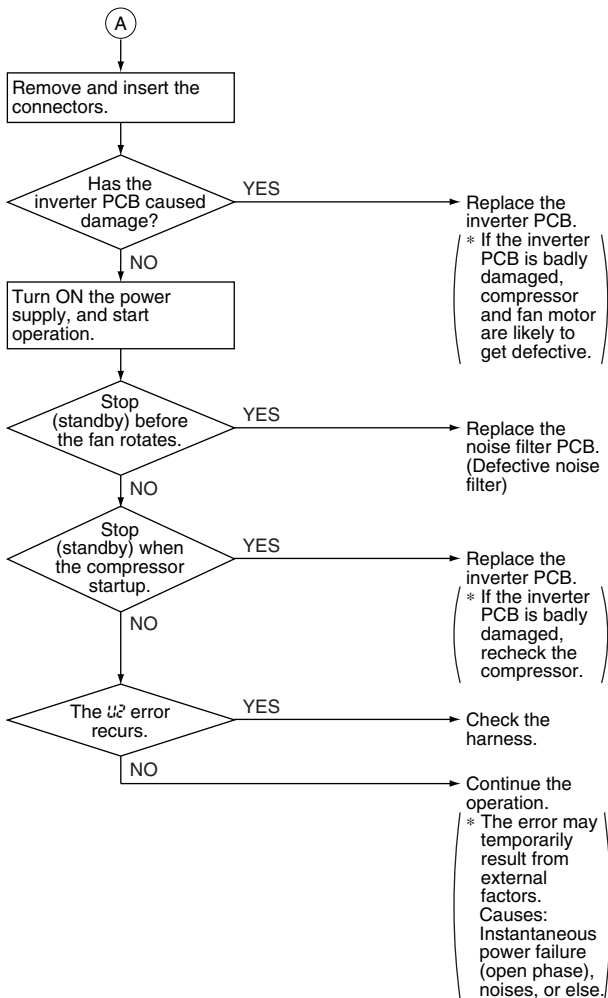 A
Remove and insert the
connectors.
Has the
inverter PCB caused
damage?
YES
Replace the
inverter PCB.
* If the inverter
PCB is badly
damaged,
compressor
and fan motor
are likely to
get defective.
NO
Turn ON the power
supply, and start
operation.
Stop
(standby) before
the fan rotates.
YES
Replace the
noise filter PCB.
(Defective noise
filter)
NO
Stop
(standby) when
the compressor
startup.
YES
Replace the
inverter PCB.
* If the inverter
PCB is badly
damaged,
recheck the
compressor.
NO
The U2 error
recurs.
YES
Check the
harness.
NO
Continue the
operation.
* The error may
temporarily
result from
external
factors.
Causes:
Instantaneous
power failure
(open phase),
noises, or else.